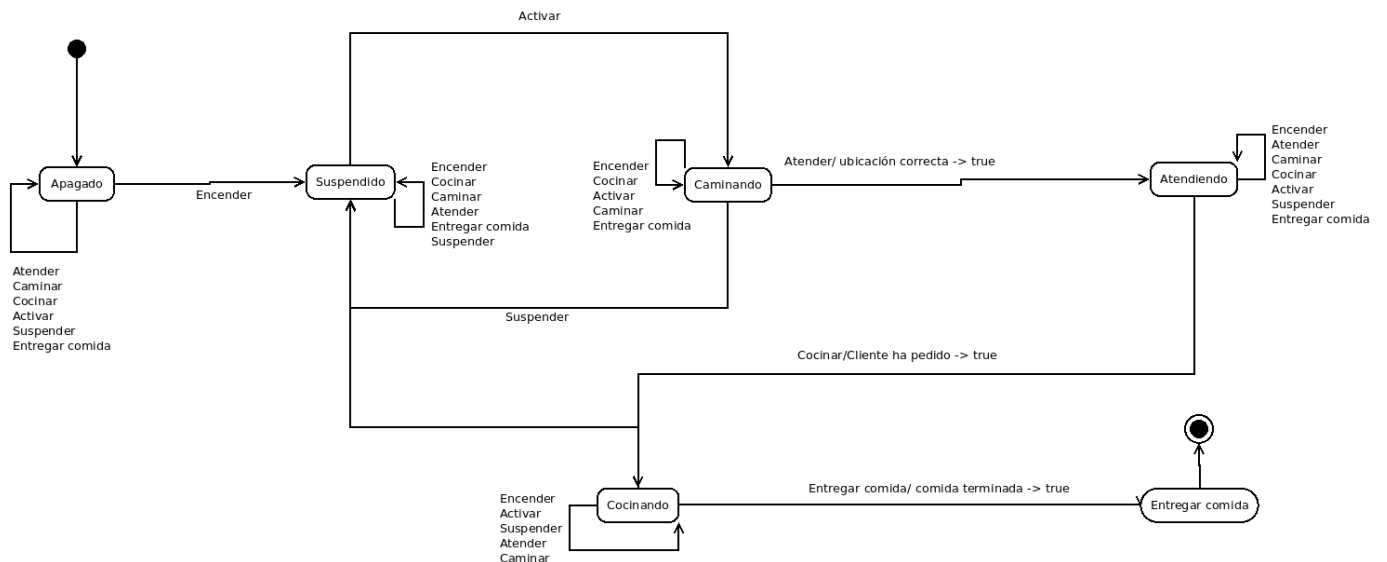 Activar
Apagado
Encender
Atender
Caminar
Cocinar
Activar
Suspender
Entregar comida
Suspendido
Encender
Cocinar
Caminar
Atender
Entregar comida
Suspender
Encender
Cocinar
Activar
Caminar
Entregar comida
Caminando
Atender/ ubicación correcta -> true
Atendiendo
Encender
Atender
Caminar
Cocinar
Activar
Suspender
Entregar comida
Suspender
Cocinar/Cliente ha pedido -> true
Encender
Activar
Suspender
Atender
Caminar
Cocinando
Entregar comida/ comida terminada -> true
Entregar comida